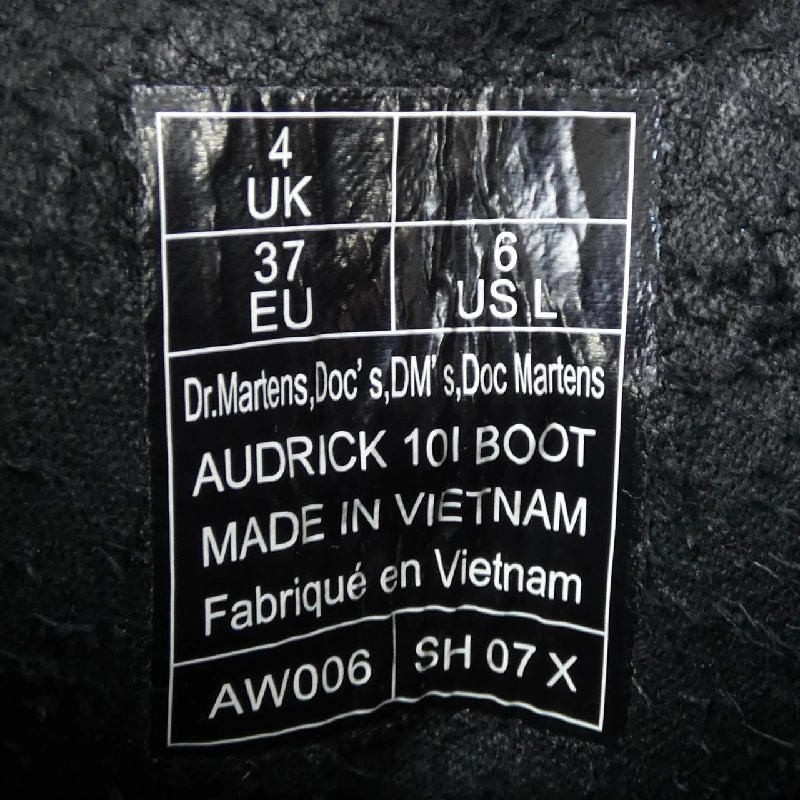 4
UK
37
EU
6
US L
Dr.Martens,Doc's,DM's,Doc Martens
AUDRICK 10I BOOT
MADE IN VIETNAM
Fabriqué en Vietnam
AW006
SH 07 X